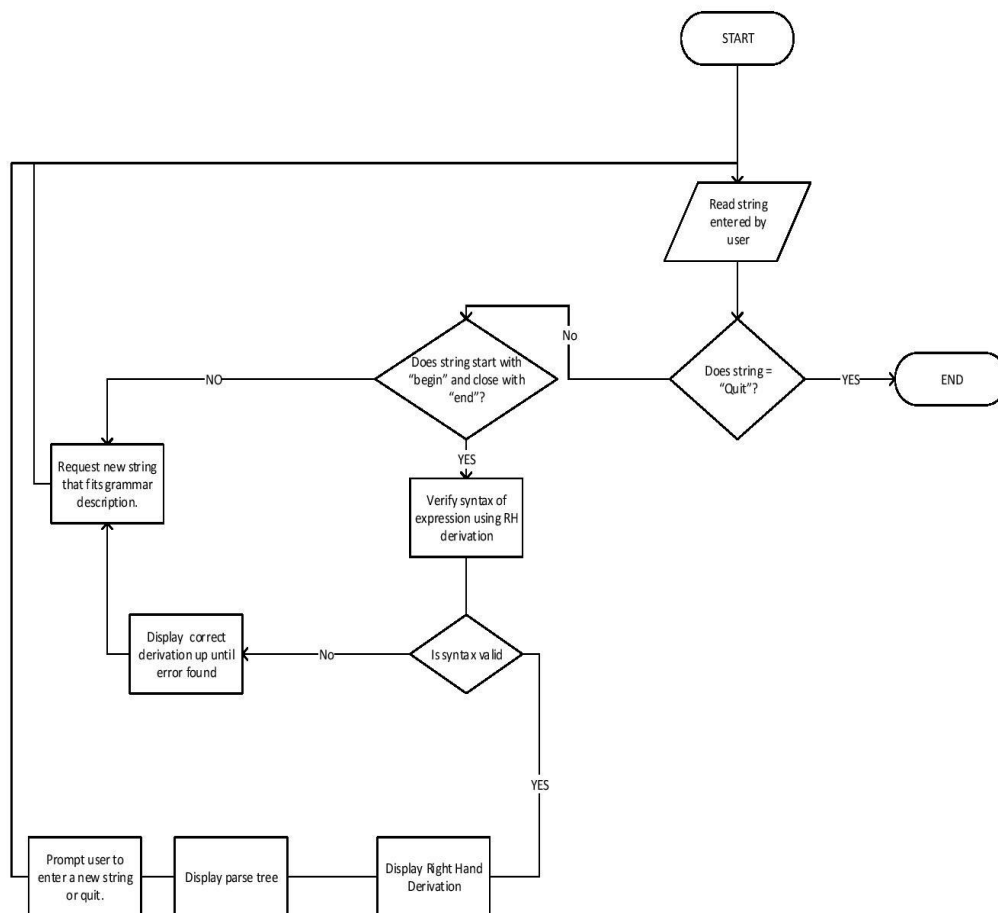 START
Read string
entered by
user
No
Does string start with
“begin” and close with
“end”?
Does string =
“Quit”?
YES
END
NO
YES
Request new string
that fits grammar
description.
Verify syntax of
expression using RH
derivation
Display correct
derivation up until
error found
No
Is syntax valid
YES
Prompt user to
enter a new string
or quit.
Display parse tree
Display Right Hand
Derivation